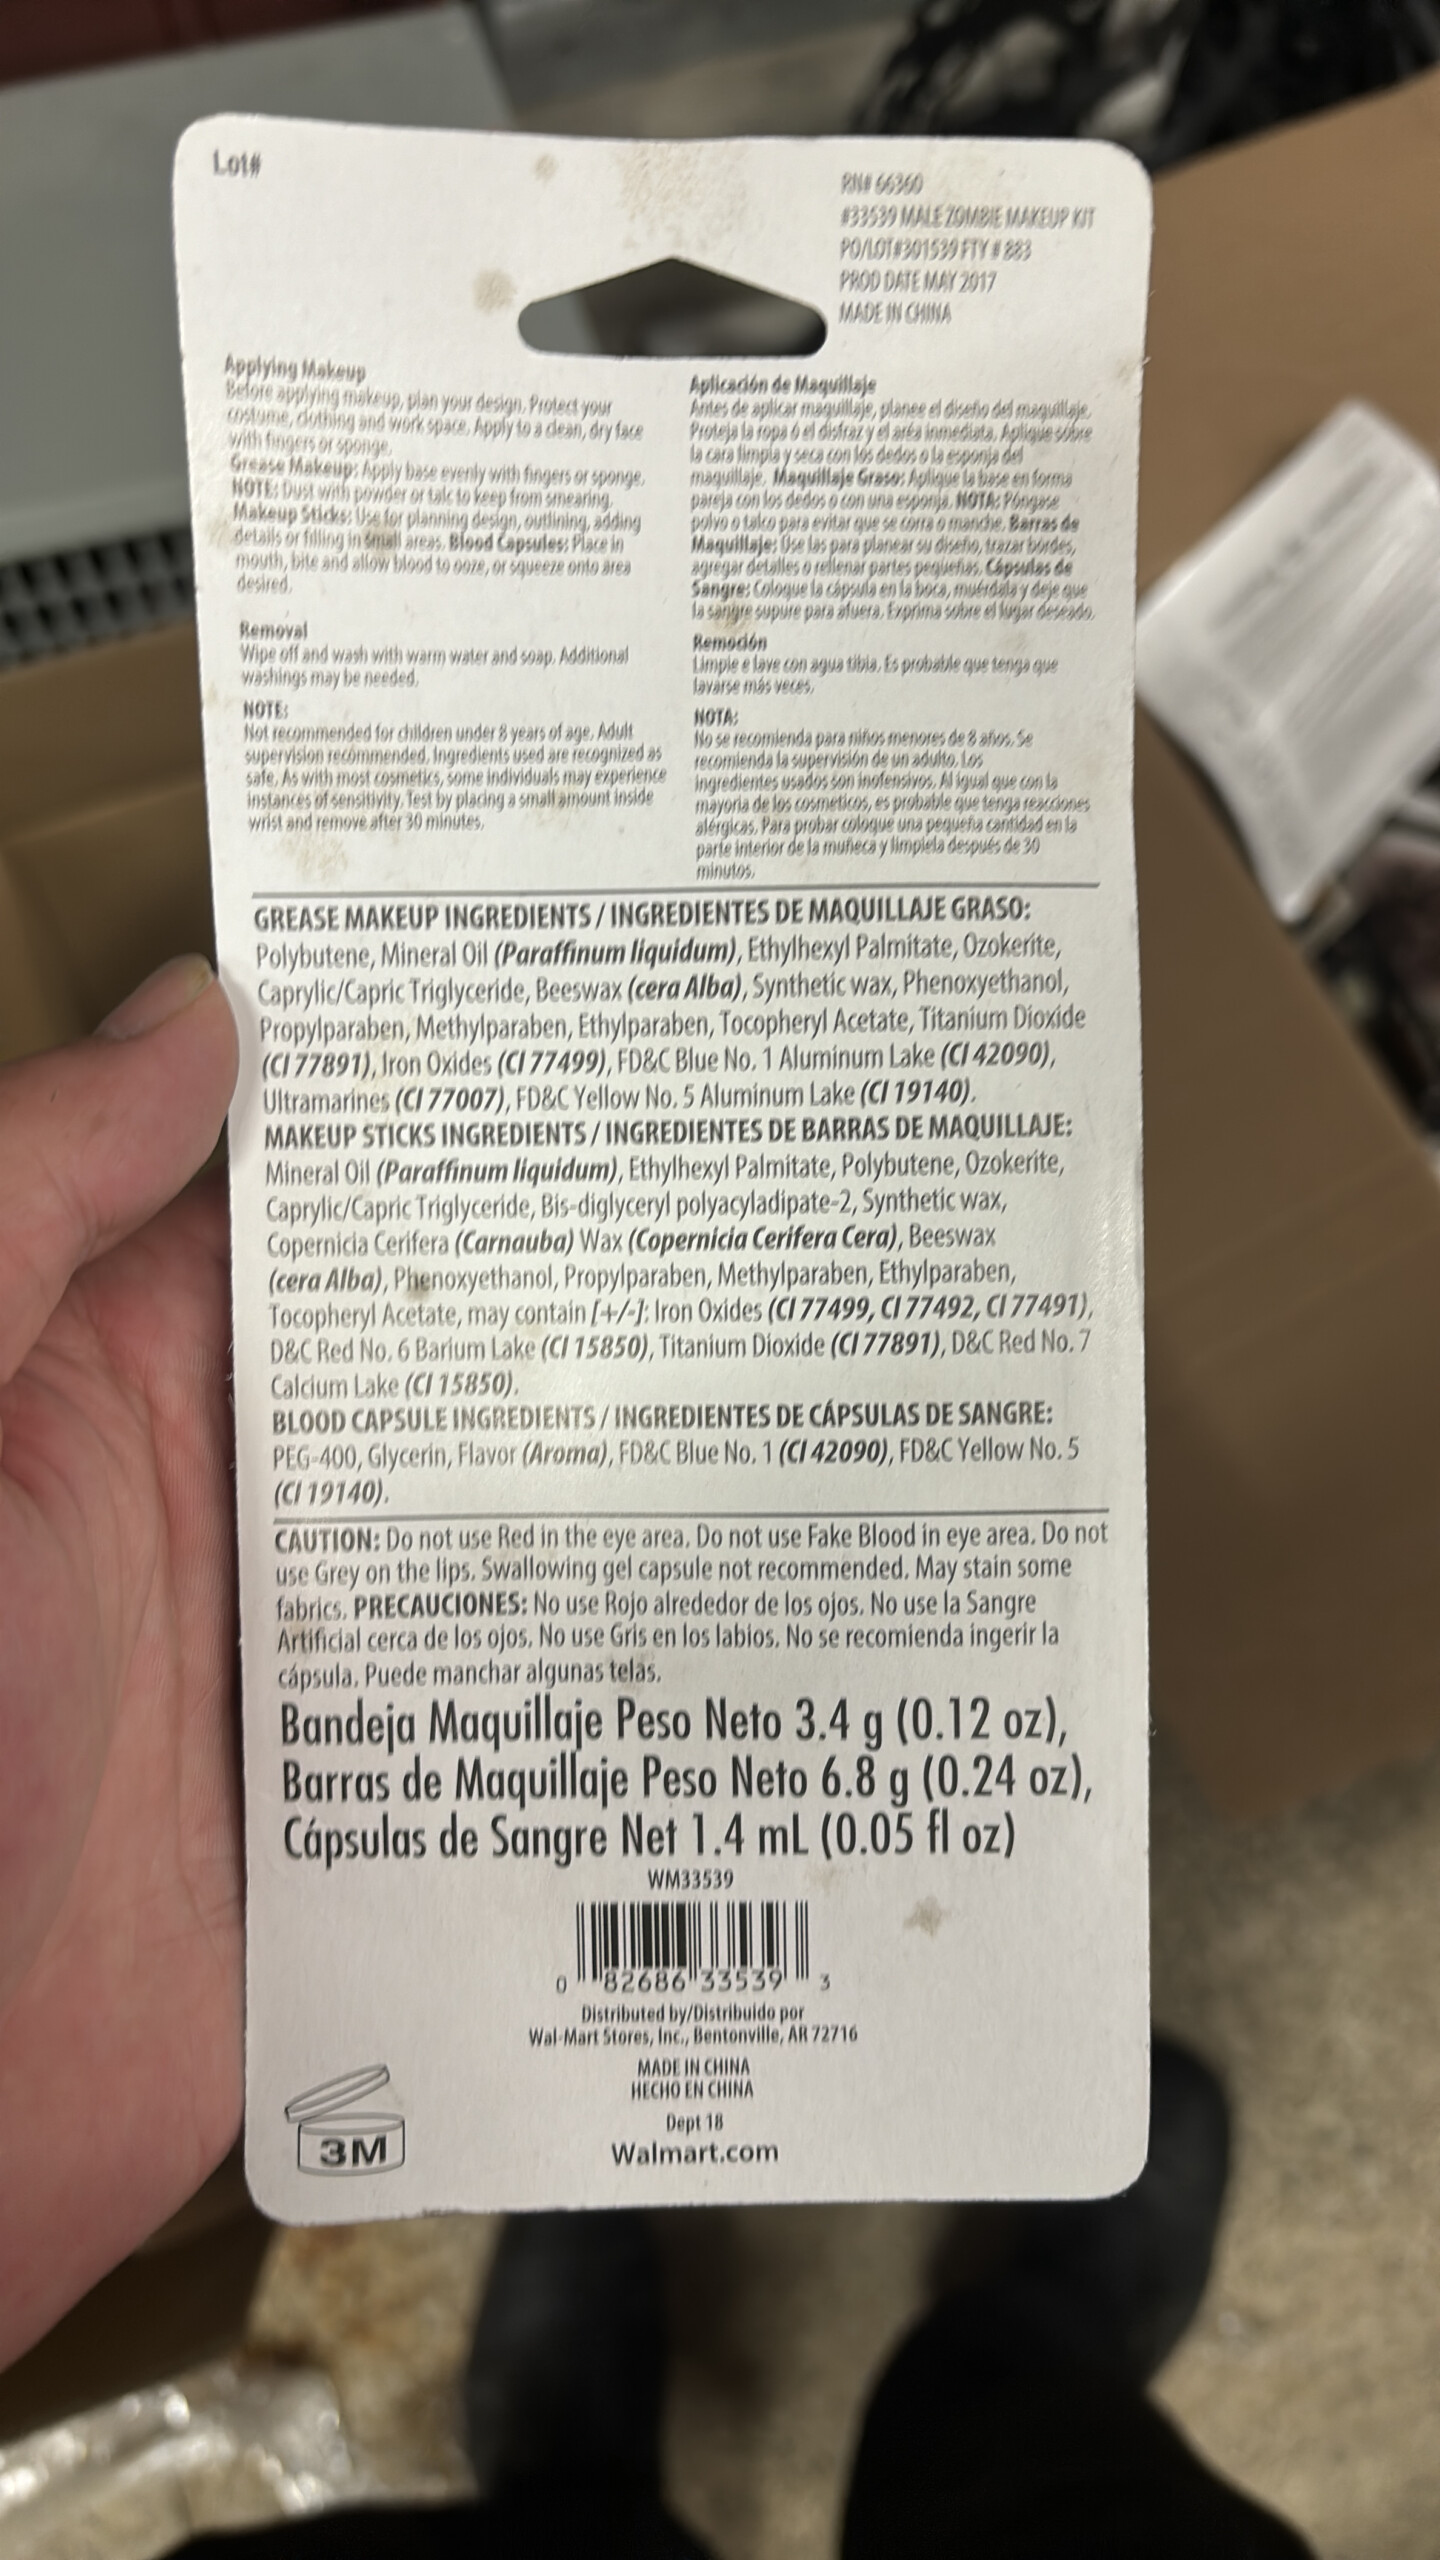 Lot#
RN# 66360
#33539 MALE ZOMBIE MAKEUP KIT
PO/LOT#301539 FTY # 883
PROD DATE MAY 2017
MADE IN CHINA
Applying Makeup
Before applying makeup, plan your design. Protect your
costume, clothing and work space. Apply to a clean, dry face
with fingers or sponge.
Grease Makeup: Apply base evenly with fingers or sponge.
NOTE: Dust with powder or talc to keep from smearing.
Makeup Sticks: Use for planning design, outlining, adding
details or filling in small areas. Blood Capsules: Place in
mouth, bite and allow blood to ooze, or squeeze onto area
desired.
Removal
Wipe off and wash with warm water and soap. Additional
washings may be needed.
NOTE:
Not recommended for children under 8 years of age. Adult
supervision recommended. Ingredients used are recognized as
safe. As with most cosmetics, some individuals may experience
instances of sensitivity. Test by placing a small amount inside
wrist and remove after 30 minutes.
Aplicación de Maquillaje
Antes de aplicar maquillaje, planee el diseño del maquillaje.
Proteja la ropa ó el disfraz y el aréa inmediata. Aplique sobre
la cara limpia y seca con los dedos o la esponja del
maquillaje. Maquillaje Graso: Aplique la base en forma
pareja con los dedos o con una esponja. NOTA: Póngase
polvo o talco para evitar que se corra o manche. Barras de
Maquillaje: Use las para planear su diseño, trazar bordes,
agregar detalles o rellenar partes pequeñas. Cápsulas de
Sangre: Cologue la cápsula en la boca, muérdala y deje que
la sangre supure para afuera. Exprima sobre el lugar deseado.
Remoción
Limpie e lave con agua tibia. Es probable que tenga que
lavarse más veces.
NOTA:
No se recomienda para niños menores de 8 años. Se
recomienda la supervisión de un adulto. Los
ingredientes usados son inofensivos. Al igual que con la
mayoria de los cosmeticos, es probable que tenga reacciones
alérgicas. Para probar cologue una pequeña cantidad en la
parte interior de la muñeca y limpiela después de 30
minutos.
GREASE MAKEUP INGREDIENTS / INGREDIENTES DE MAQUILLAJE GRASO:
Polybutene, Mineral Oil (Paraffinum liquidum), Ethylhexyl Palmitate, Ozokerite,
Caprylic/Capric Triglyceride, Beeswax (cera Alba), Synthetic wax, Phenoxyethanol,
Propylparaben, Methylparaben, Ethylparaben, Tocopheryl Acetate, Titanium Dioxide
(CI 77891), Iron Oxides (CI 77499), FD&C Blue No. 1 Aluminum Lake (CI 42090),
Ultramarines (CI 77007), FD&C Yellow No. 5 Aluminum Lake (CI 19140).
MAKEUP STICKS INGREDIENTS / INGREDIENTES DE BARRAS DE MAQUILLAJE:
Mineral Oil (Paraffinum liquidum), Ethylhexyl Palmitate, Polybutene, Ozokerite,
Caprylic/Capric Triglyceride, Bis-diglyceryl polyacyladipate-2, Synthetic wax,
Copernicia Cerifera (Carnauba) Wax (Copernicia Cerifera Cera), Beeswax
(cera Alba), Phenoxyethanol, Propylparaben, Methylparaben, Ethylparaben,
Tocopheryl Acetate, may contain [+/-]: Iron Oxides (CI 77499, CI 77492, CI 77491),
D&C Red No. 6 Barium Lake (CI 15850), Titanium Dioxide (CI 77891), D&C Red No. 7
Calcium Lake (CI 15850).
BLOOD CAPSULE INGREDIENTS / INGREDIENTES DE CÁPSULAS DE SANGRE:
PEG-400, Glycerin, Flavor (Aroma), FD&C Blue No. 1 (CI 42090), FD&C Yellow No. 5
(CI 19140).
CAUTION: Do not use Red in the eye area. Do not use Fake Blood in eye area. Do not
use Grey on the lips. Swallowing gel capsule not recommended. May stain some
fabrics. PRECAUCIONES: No use Rojo alrededor de los ojos. No use la Sangre
Artificial cerca de los ojos. No use Gris en los labios. No se recomienda ingerir la
cápsula. Puede manchar algunas telas.
Bandeja Maquillaje Peso Neto 3.4 g (0.12 oz),
Barras de Maquillaje Peso Neto 6.8 g (0.24 oz),
Cápsulas de Sangre Net 1.4 mL (0.05 fl oz)
WM33539
0 82686 33539 3
Distributed by/Distribuido por
Wal-Mart Stores, Inc., Bentonville, AR 72716
MADE IN CHINA
HECHO EN CHINA
Dept 18
Walmart.com
3M